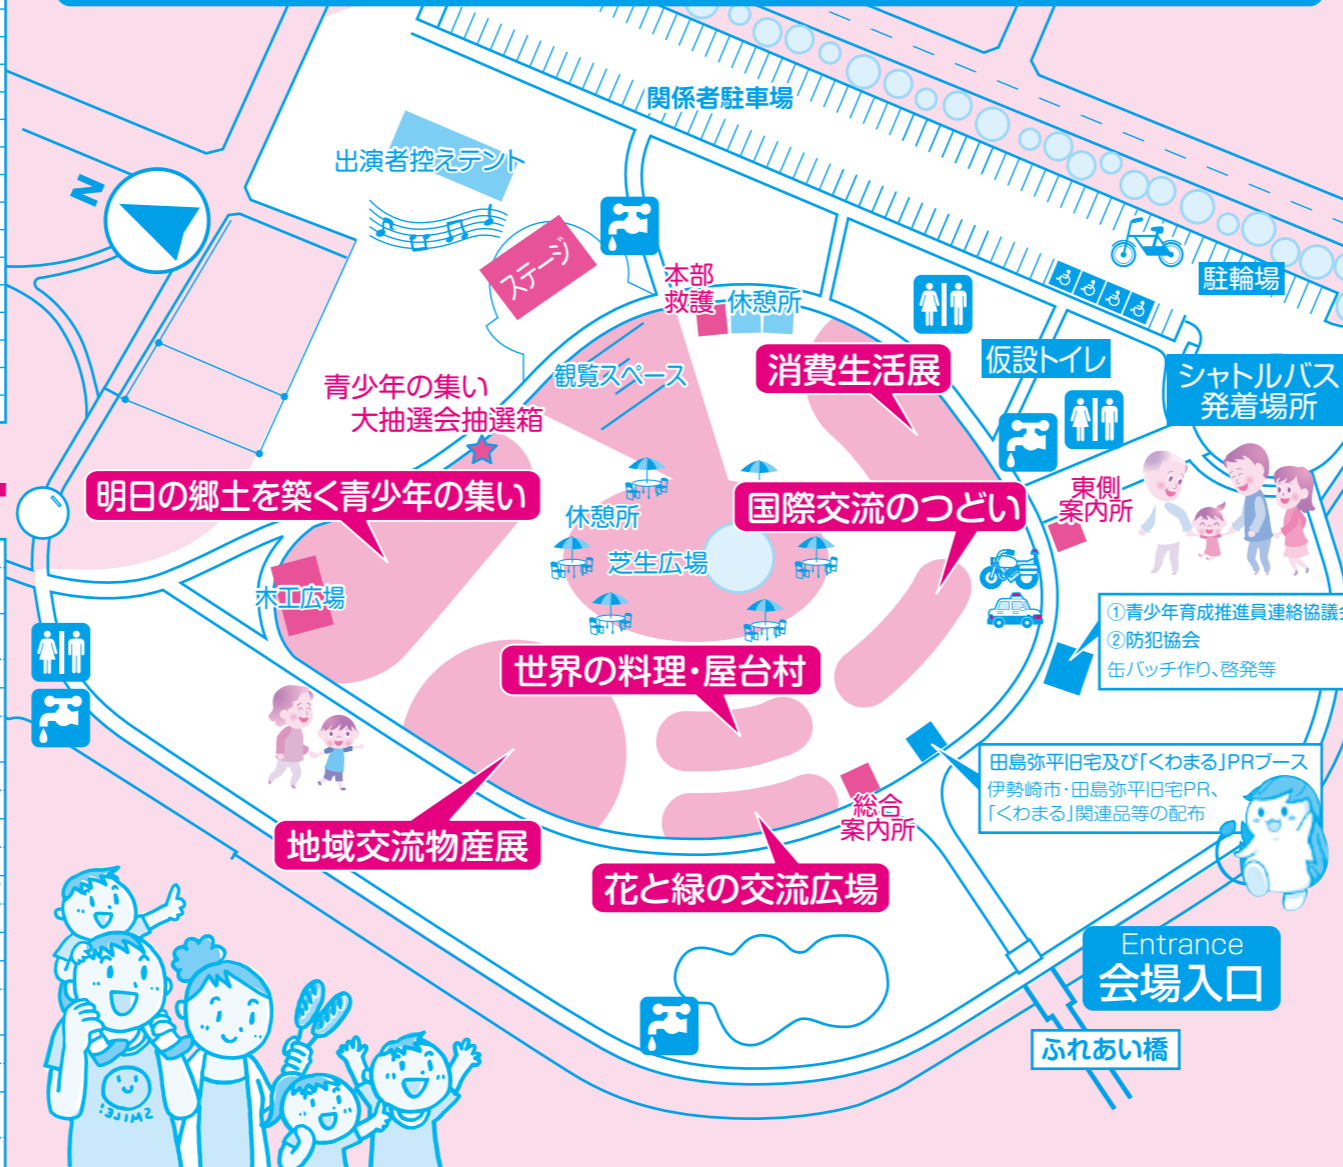 関係者駐車場
出演者控えテント
N
ステージ
本部
救護
休憩所
駐輪場
消費生活展
仮設トイレ
シャトルバス
発着場所
観覧スペース
青少年の集い
大抽選会抽選箱
明日の郷土を築く青少年の集い
国際交流のつどい
東側
案内所
休憩所
芝生広場
木工広場
①青少年育成推進員連絡協議
②防犯協会
缶バッチ作り、啓発等
世界の料理・屋台村
田島弥平旧宅及び「くわまる」PRブース
伊勢崎市・田島弥平旧宅PR、
「くわまる」関連品等の配布
総合
案内所
地域交流物産展
花と緑の交流広場
Entrance
会場入口
ふれあい橋
SMILE!